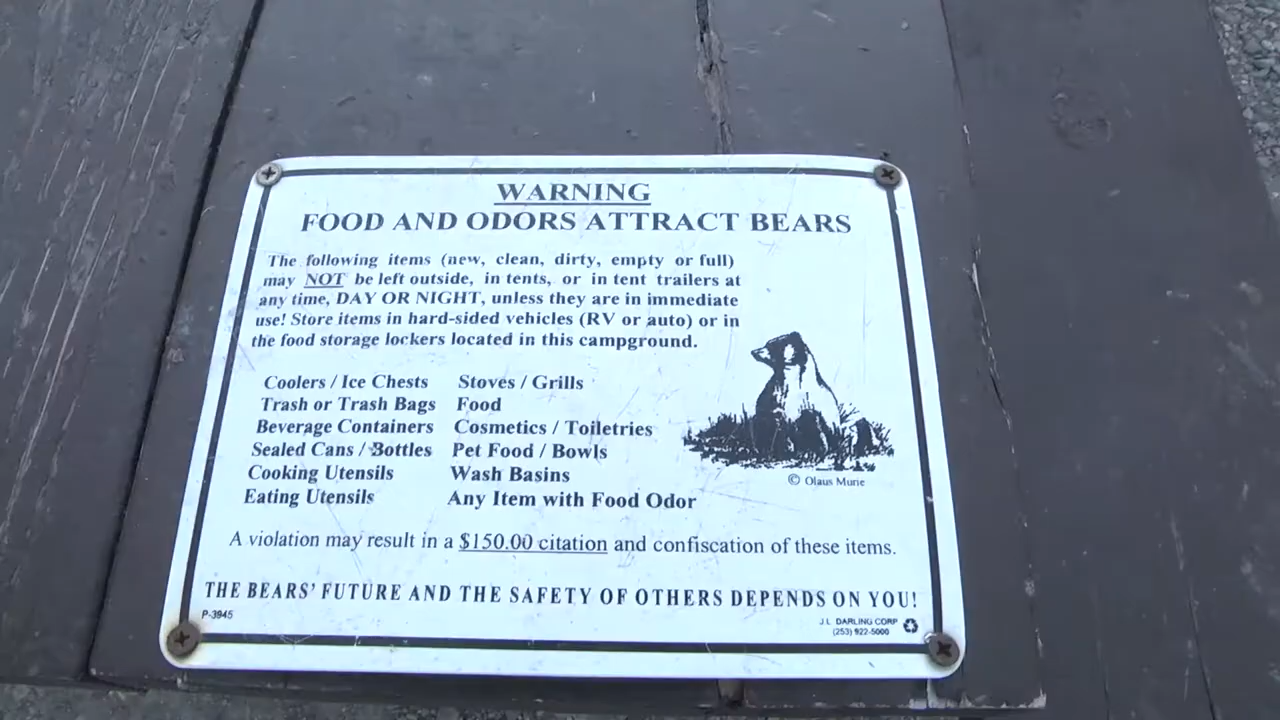 WARNING
FOOD AND ODORS ATTRACT BEARS
The following items (new, clean, dirty, empty or full)
may NOT be left outside, in tents, or in tent trailers at
any time, DAY OR NIGHT, unless they are in immediate
use! Store items in hard-sided vehicles (RV or auto) or in
the food storage lockers located in this campground.
Coolers / Ice Chests Stoves / Grills
Trash or Trash Bags Food
Beverage Containers Cosmetics / Toiletries
Sealed Cans / Bottles Pet Food / Bowls
Cooking Utensils Wash Basins
Eating Utensils Any Item with Food Odor
© Olaus Murie
A violation may result in a $150.00 citation and confiscation of these items.
THE BEARS' FUTURE AND THE SAFETY OF OTHERS DEPENDS ON YOU!
P-3945
J.L. DARLING CORP
(253) 922-5000